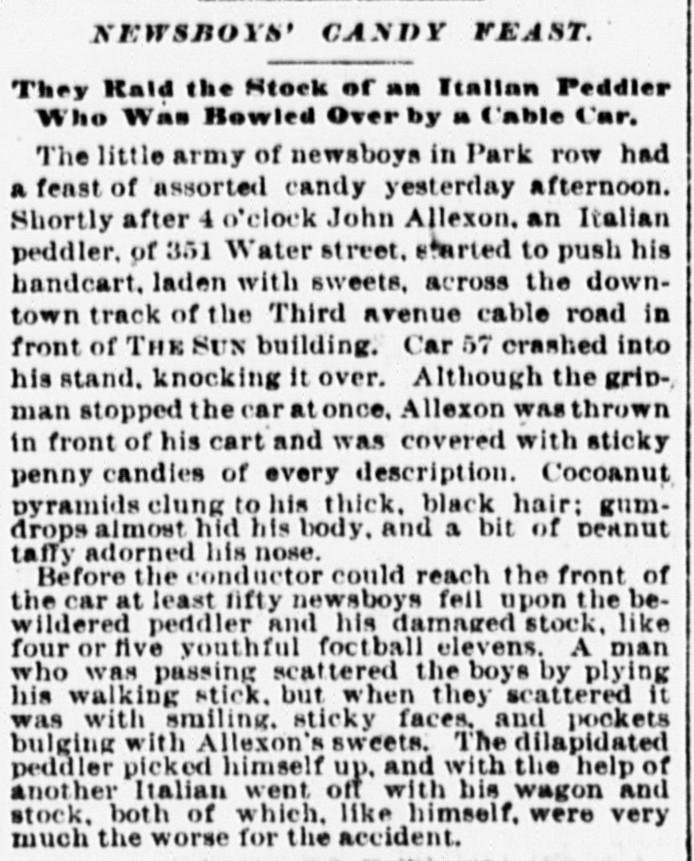 NEWSBOYS' CANDY FEAST.
They Raid the Stock of an Italian Peddler
Who Was Bowled Over by a Cable Car.
The little army of newsboys in Park row had
a feast of assorted candy yesterday afternoon.
Shortly after 4 o'clock John Allexon, an Italian
peddler, of 351 Water street, started to push his
handcart, laden with sweets, across the down-
town track of the Third avenue cable road in
front of THE SUN building. Car 57 crashed into
his stand, knocking it over. Although the grip-
man stopped the car at once, Allexon was thrown
in front of his cart and was covered with sticky
penny candies of every description. Cocoanut
pyramids clung to his thick, black hair; gum-
drops almost hid his body, and a bit of peanut
taffy adorned his nose.
Before the conductor could reach the front of
the car at least fifty newsboys fell upon the be-
wildered peddler and his damaged stock, like
four or five youthful football elevens. A man
who was passing scattered the boys by plying
his walking stick, but when they scattered it
was with smiling, sticky faces, and pockets
bulging with Allexon's sweets. The dilapidated
peddler picked himself up, and with the help of
another Italian went off with his wagon and
stock, both of which, like himself, were very
much the worse for the accident.